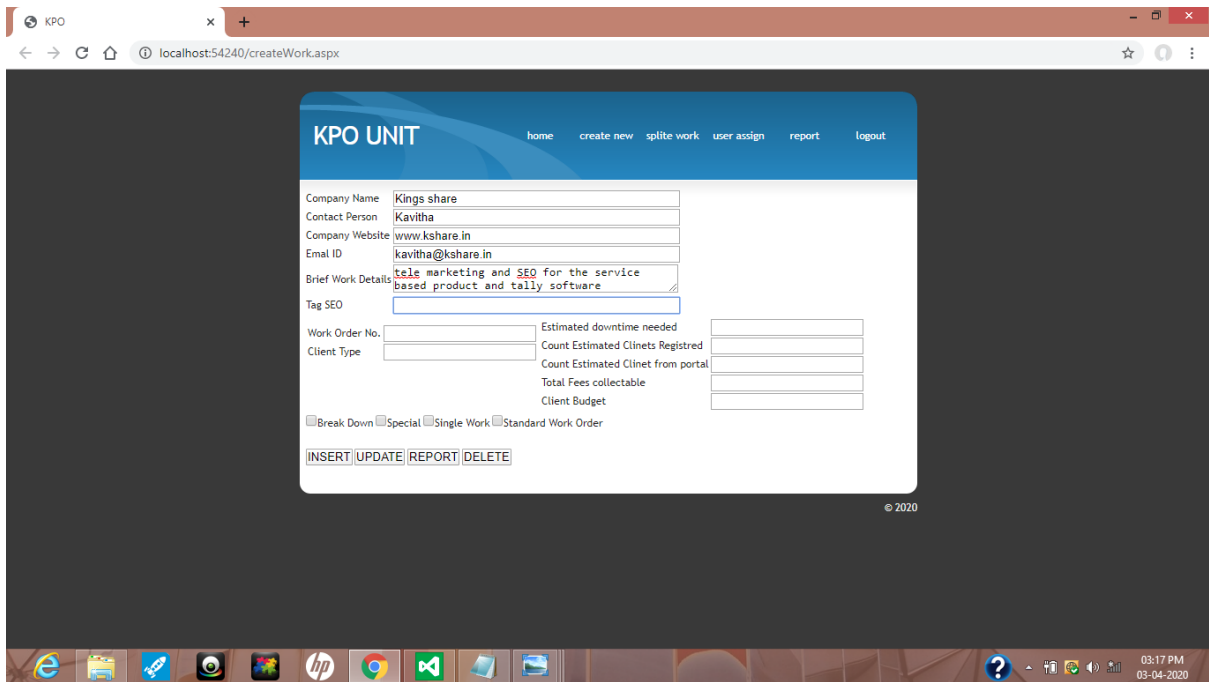 KPO
localhost:54240/createWork.aspx
KPO UNIT
home create new splite work user assign report logout
Company Name Kings share
Contact Person Kavitha
Company Website www.kshare.in
Emal ID kavitha@kshare.in
Brief Work Details tele marketing and SEO for the service
based product and tally software
Tag SEO
Work Order No.
Client Type
Estimated downtime needed
Count Estimated Clinets Registred
Count Estimated Clinet from portal
Total Fees collectable
Client Budget
Break Down Special Single Work Standard Work Order
INSERT UPDATE REPORT DELETE
© 2020
hp
03:17 PM
03-04-2020